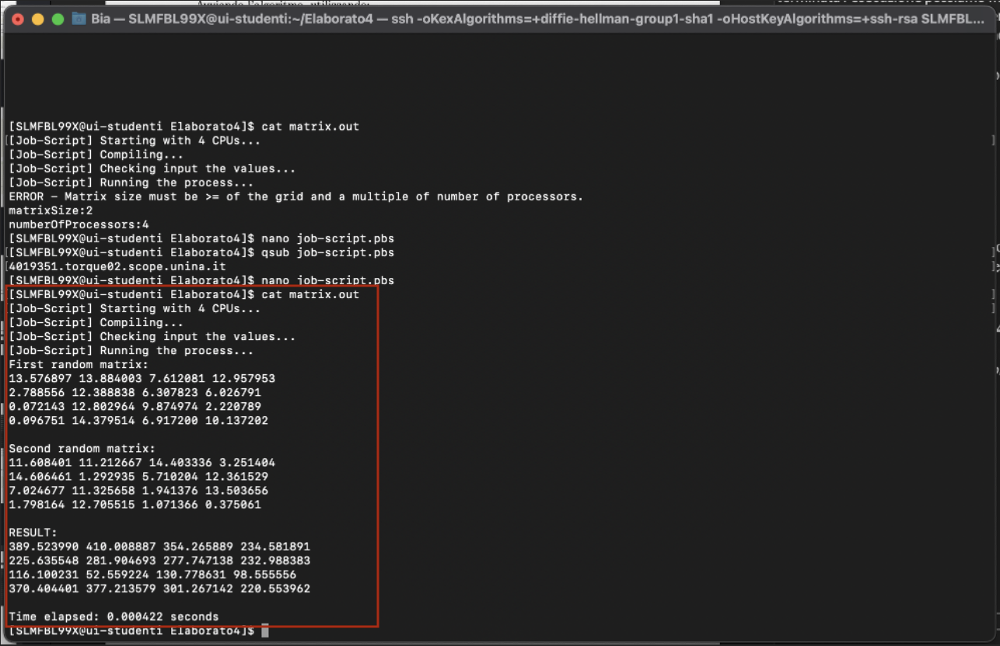 Avviando l'algoritmo, utilizzando:
Bia — SLMFBL99X@ui-studenti:~/Elaborato4 — ssh -oKexAlgorithms=+diffie-hellman-group1-sha1 -oHostKeyAlgorithms=+ssh-rsa SLMFBL...
[SLMFBL99X@ui-studenti Elaborato4]$ cat matrix.out
[[Job-Script] Starting with 4 CPUs... ]
[Job-Script] Compiling...
[Job-Script] Checking input the values...
[Job-Script] Running the process...
ERROR - Matrix size must be >= of the grid and a multiple of number of processors.
matrixSize:2
numberOfProcessors:4
[SLMFBL99X@ui-studenti Elaborato4]$ nano job-script.pbs
[[SLMFBL99X@ui-studenti Elaborato4]$ qsub job-script.pbs ]
[4019351.torque02.scope.unina.it ]
[SLMFBL99X@ui-studenti Elaborato4]$ nano job-script.pbs
[[SLMFBL99X@ui-studenti Elaborato4]$ cat matrix.out ]
[Job-Script] Starting with 4 CPUs... ]
[Job-Script] Compiling...
[Job-Script] Checking input the values...
[Job-Script] Running the process...
First random matrix:
13.576897 13.884003 7.612081 12.957953
2.788556 12.388838 6.307823 6.026791
0.072143 12.802964 9.874974 2.220789
0.096751 14.379514 6.917200 10.137202
Second random matrix:
11.608401 11.212667 14.403336 3.251404
14.606461 1.292935 5.710204 12.361529
7.024677 11.325658 1.941376 13.503656
1.798164 12.705515 1.071366 0.375061
RESULT:
389.523990 410.008887 354.265889 234.581891
225.635548 281.904693 277.747138 232.988383
116.100231 52.559224 130.778631 98.555556
370.404401 377.213579 301.267142 220.553962
Time elapsed: 0.000422 seconds
[SLMFBL99X@ui-studenti Elaborato4]$